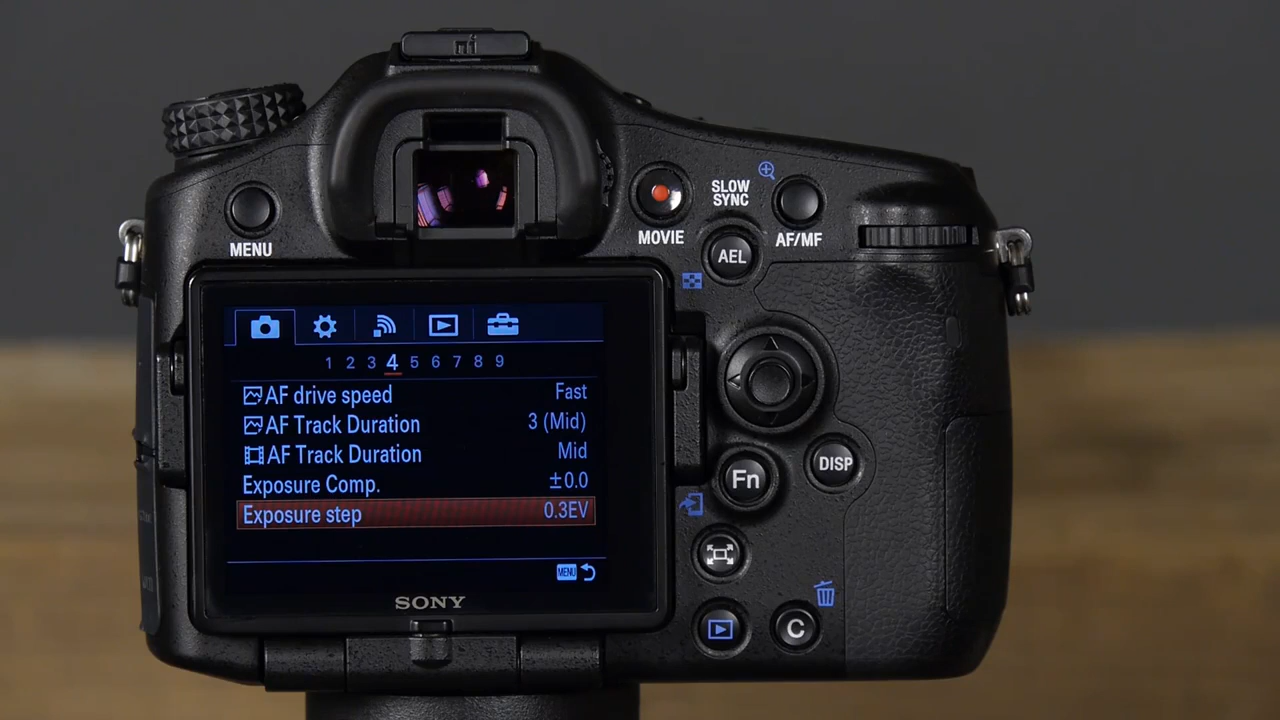 SLOW
SYNC
MENU
MOVIE
AF/MF
AEL
1 2 3 4 5 6 7 8 9
AF drive speed Fast
AF Track Duration 3 (Mid)
AF Track Duration Mid
Exposure Comp. ±0.0
Exposure step 0.3EV
MENU
SONY
DISP
Fn
C